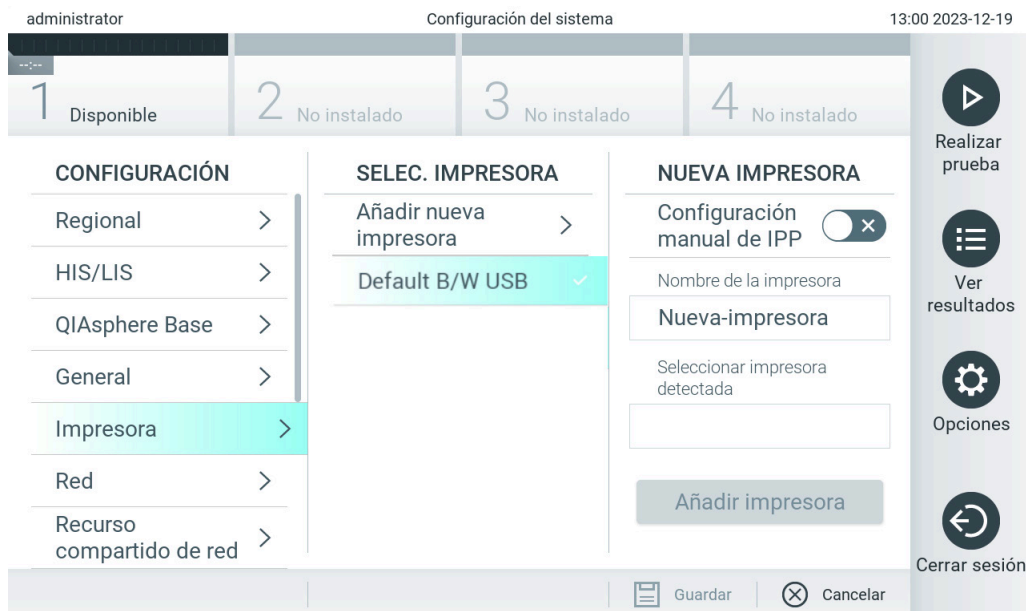 administrator
Configuración del sistema
13:00 2023-12-19
--:--
1 Disponible
2 No instalado
3 No instalado
4 No instalado
Realizar
prueba
Ver
resultados
Opciones
Cerrar sesión
CONFIGURACIÓN
Regional
HIS/LIS
QIAsphere Base
General
Impresora
Red
Recurso
compartido de red
SELEC. IMPRESORA
Añadir nueva
impresora
Default B/W USB
NUEVA IMPRESORA
Configuración
manual de IPP
Nombre de la impresora
Nueva-impresora
Seleccionar impresora
detectada
Añadir impresora
Guardar
Cancelar